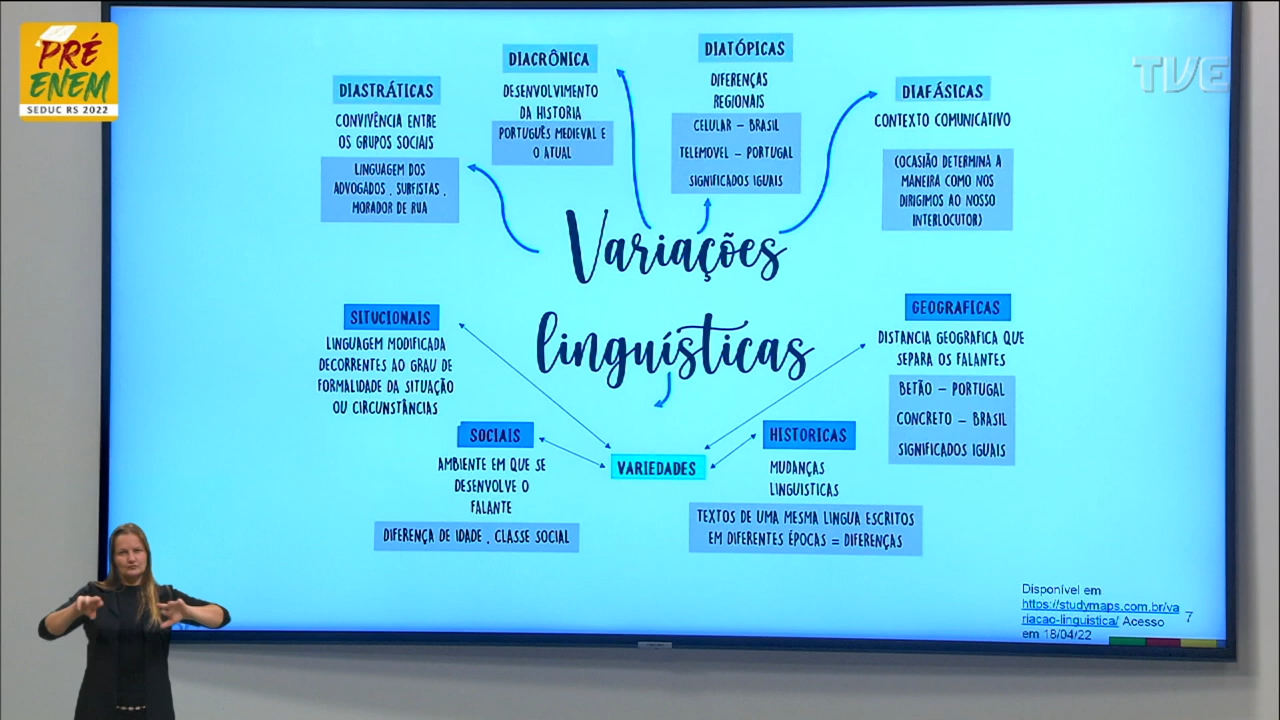 PRÉ
ENEM
SEDUC RS 2022
TVE
DIASTRÁTICAS
CONVIVÊNCIA ENTRE
OS GRUPOS SOCIAIS
LINGUAGEM DOS
ADVOGADOS , SURFISTAS ,
MORADOR DE RUA
DIACRÔNICA
DESENVOLVIMENTO
DA HISTORIA
PORTUGUÊS MEDIEVAL E
O ATUAL
DIATÓPICAS
DIFERENÇAS
REGIONAIS
CELULAR – BRASIL
TELEMOVEL – PORTUGAL
SIGNIFICADOS IGUAIS
DIAFÁSICAS
CONTEXTO COMUNICATIVO
(OCASIÃO DETERMINA A
MANEIRA COMO NOS
DIRIGIMOS AO NOSSO
INTERLOCUTOR)
Variações
linguísticas
SITUCIONAIS
LINGUAGEM MODIFICADA
DECORRENTES AO GRAU DE
FORMALIDADE DA SITUAÇÃO
OU CIRCUNSTÂNCIAS
SOCIAIS
AMBIENTE EM QUE SE
DESENVOLVE O
FALANTE
DIFERENÇA DE IDADE , CLASSE SOCIAL
VARIEDADES
HISTORICAS
MUDANÇAS
LINGUISTICAS
TEXTOS DE UMA MESMA LINGUA ESCRITOS
EM DIFERENTES ÉPOCAS = DIFERENÇAS
GEOGRAFICAS
DISTANCIA GEOGRAFICA QUE
SEPARA OS FALANTES
BETÃO – PORTUGAL
CONCRETO – BRASIL
SIGNIFICADOS IGUAIS
Disponível em
https://studymaps.com.br/va
riacao-linguistica/ Acesso
em 18/04/22
7